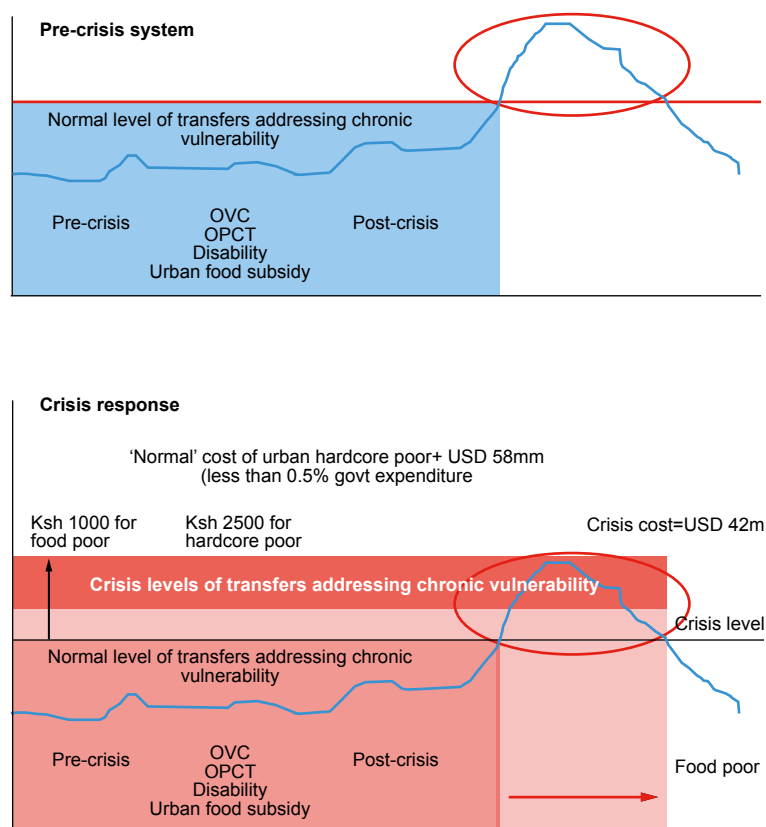 Pre-crisis system
Normal level of transfers addressing chronic
vulnerability
Pre-crisis
OVC
OPCT
Disability
Urban food subsidy
Post-crisis
Crisis response
‘Normal’ cost of urban hardcore poor+ USD 58mm
(less than 0.5% govt expenditure
Ksh 1000 for
food poor
Ksh 2500 for
hardcore poor
Crisis cost=USD 42m
Crisis levels of transfers addressing chronic vulnerability
Crisis level
Normal level of transfers addressing chronic
vulnerability
Pre-crisis
OVC
OPCT
Disability
Urban food subsidy
Post-crisis
Food poor